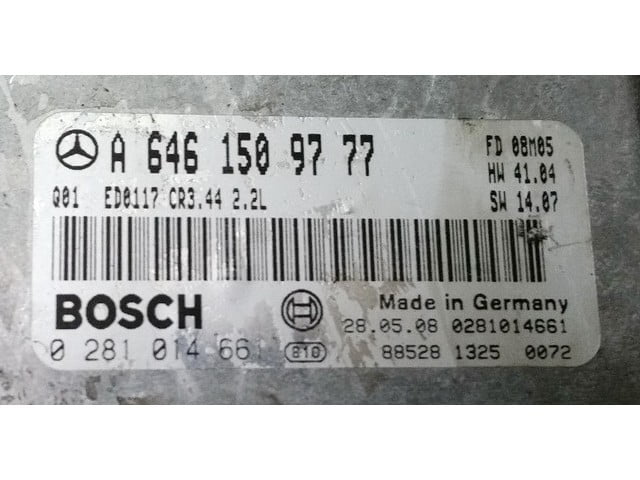 A 646 150 97 77
FD 08M05
HW 41.04
Q01 ED0117 CR3.44 2.2L
SW 14.07
BOSCH
Made in Germany
28.05.08 0281014661
0 281 014 661
810
88528 1325 0072